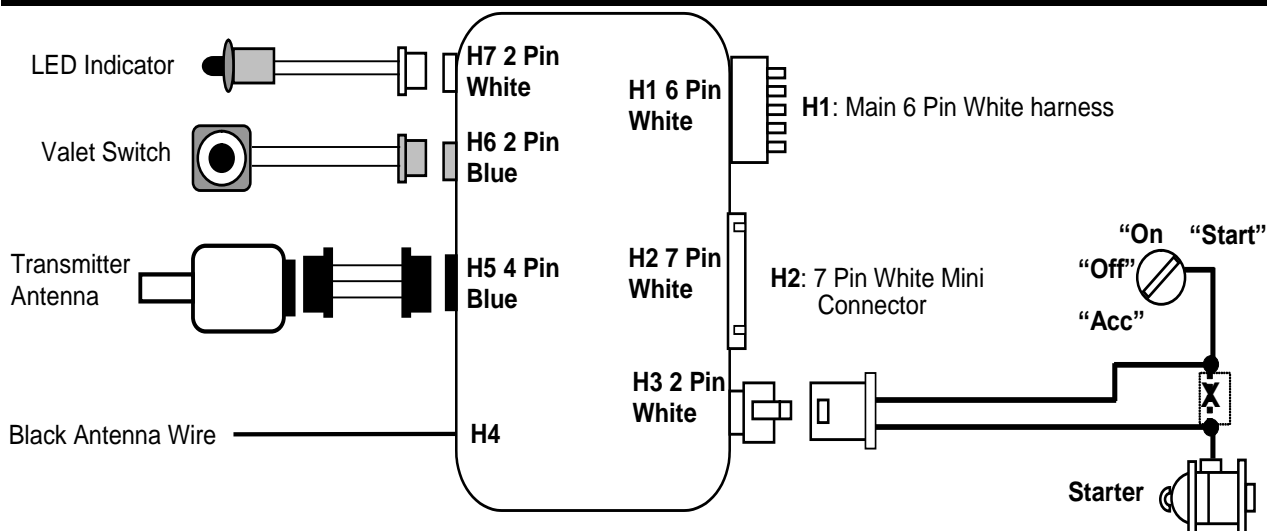 LED Indicator
H7 2 Pin
White
Valet Switch
H6 2 Pin
Blue
Transmitter
Antenna
H5 4 Pin
Blue
Black Antenna Wire
H4
H1 6 Pin
White
H1: Main 6 Pin White harness
H2 7 Pin
White
H2: 7 Pin White Mini
Connector
H3 2 Pin
White
“On “Start”
“Off”
“Acc”
X
Starter